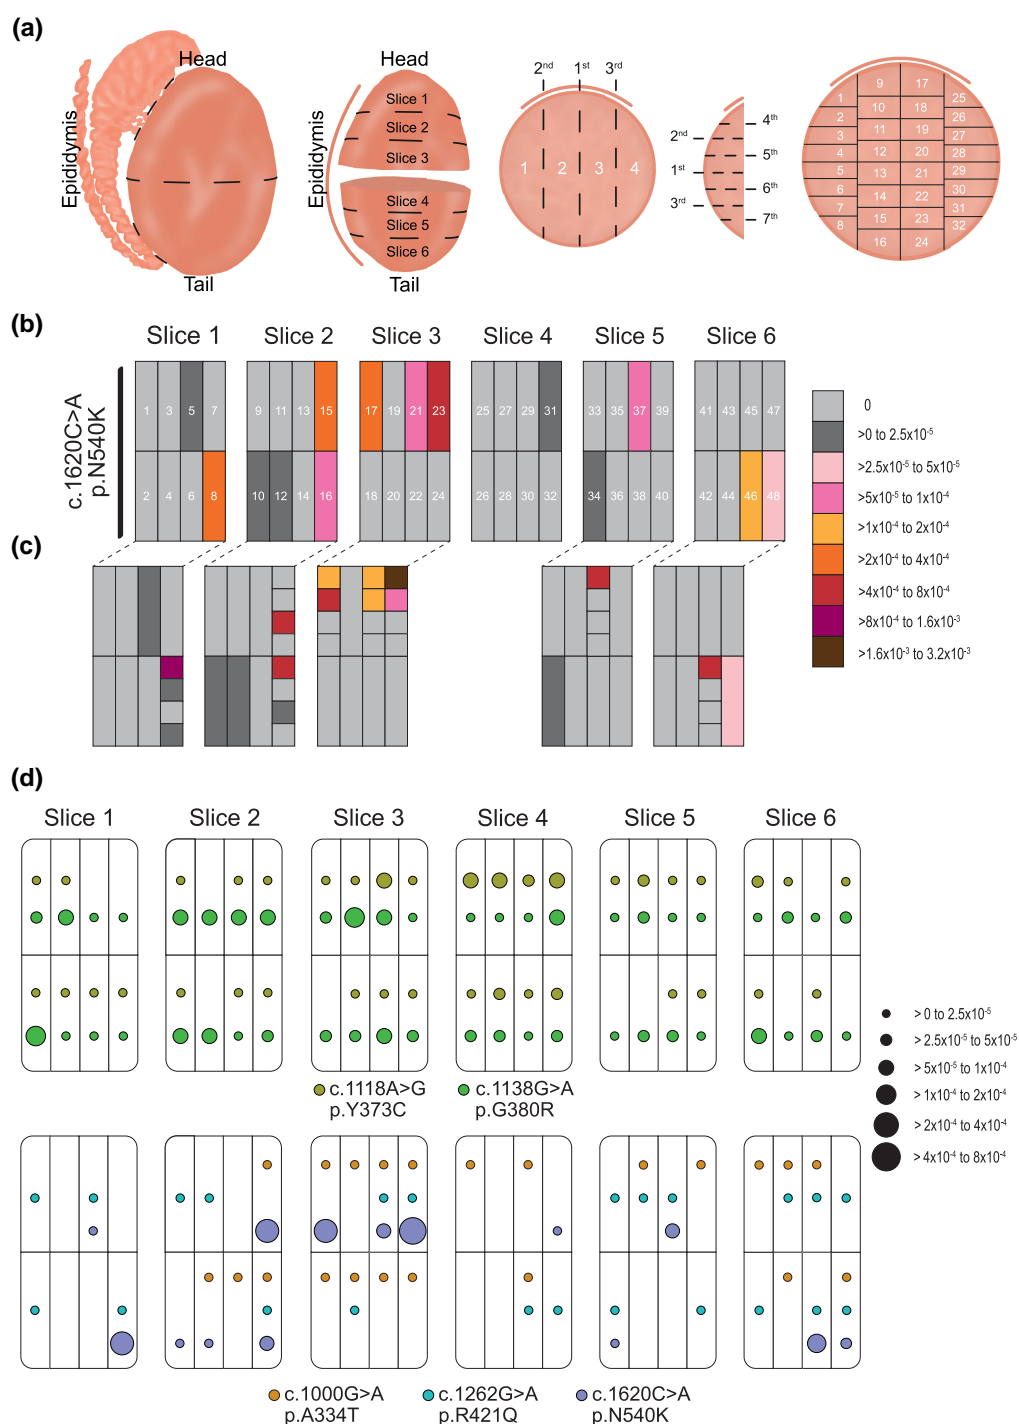 (a)
Head
Epididymis
Tail
Head
Epididymis
Slice 1
Slice 2
Slice 3
Slice 4
Slice 5
Slice 6
Tail
2nd 1st 3rd
1 2 3 4
4th
2nd
5th
1st
6th
3rd
7th
1 2 3 4 5 6 7 8
9 10 11 12 13 14 15 16
17 18 19 20 21 22 23 24
25 26 27 28 29 30 31 32
(b)
Slice 1 Slice 2 Slice 3 Slice 4 Slice 5 Slice 6
c.1620C>A
p.N540K
1 3 5 7 9 11 13 15 17 19 21 23 25 27 29 31 33 35 37 39 41 43 45 47
2 4 6 8 10 12 14 16 18 20 22 24 26 28 30 32 34 36 38 40 42 44 46 48
0
>0 to 2.5x10⁻⁵
>2.5x10⁻⁵ to 5x10⁻⁵
>5x10⁻⁵ to 1x10⁻⁴
>1x10⁻⁴ to 2x10⁻⁴
>2x10⁻⁴ to 4x10⁻⁴
>4x10⁻⁴ to 8x10⁻⁴
>8x10⁻⁴ to 1.6x10⁻³
>1.6x10⁻³ to 3.2x10⁻³
(c)
(d)
Slice 1 Slice 2 Slice 3 Slice 4 Slice 5 Slice 6
> 0 to 2.5x10⁻⁵
> 2.5x10⁻⁵ to 5x10⁻⁵
> 5x10⁻⁵ to 1x10⁻⁴
> 1x10⁻⁴ to 2x10⁻⁴
> 2x10⁻⁴ to 4x10⁻⁴
> 4x10⁻⁴ to 8x10⁻⁴
c.1118A>G
p.Y373C
c.1138G>A
p.G380R
c.1000G>A
p.A334T
c.1262G>A
p.R421Q
c.1620C>A
p.N540K